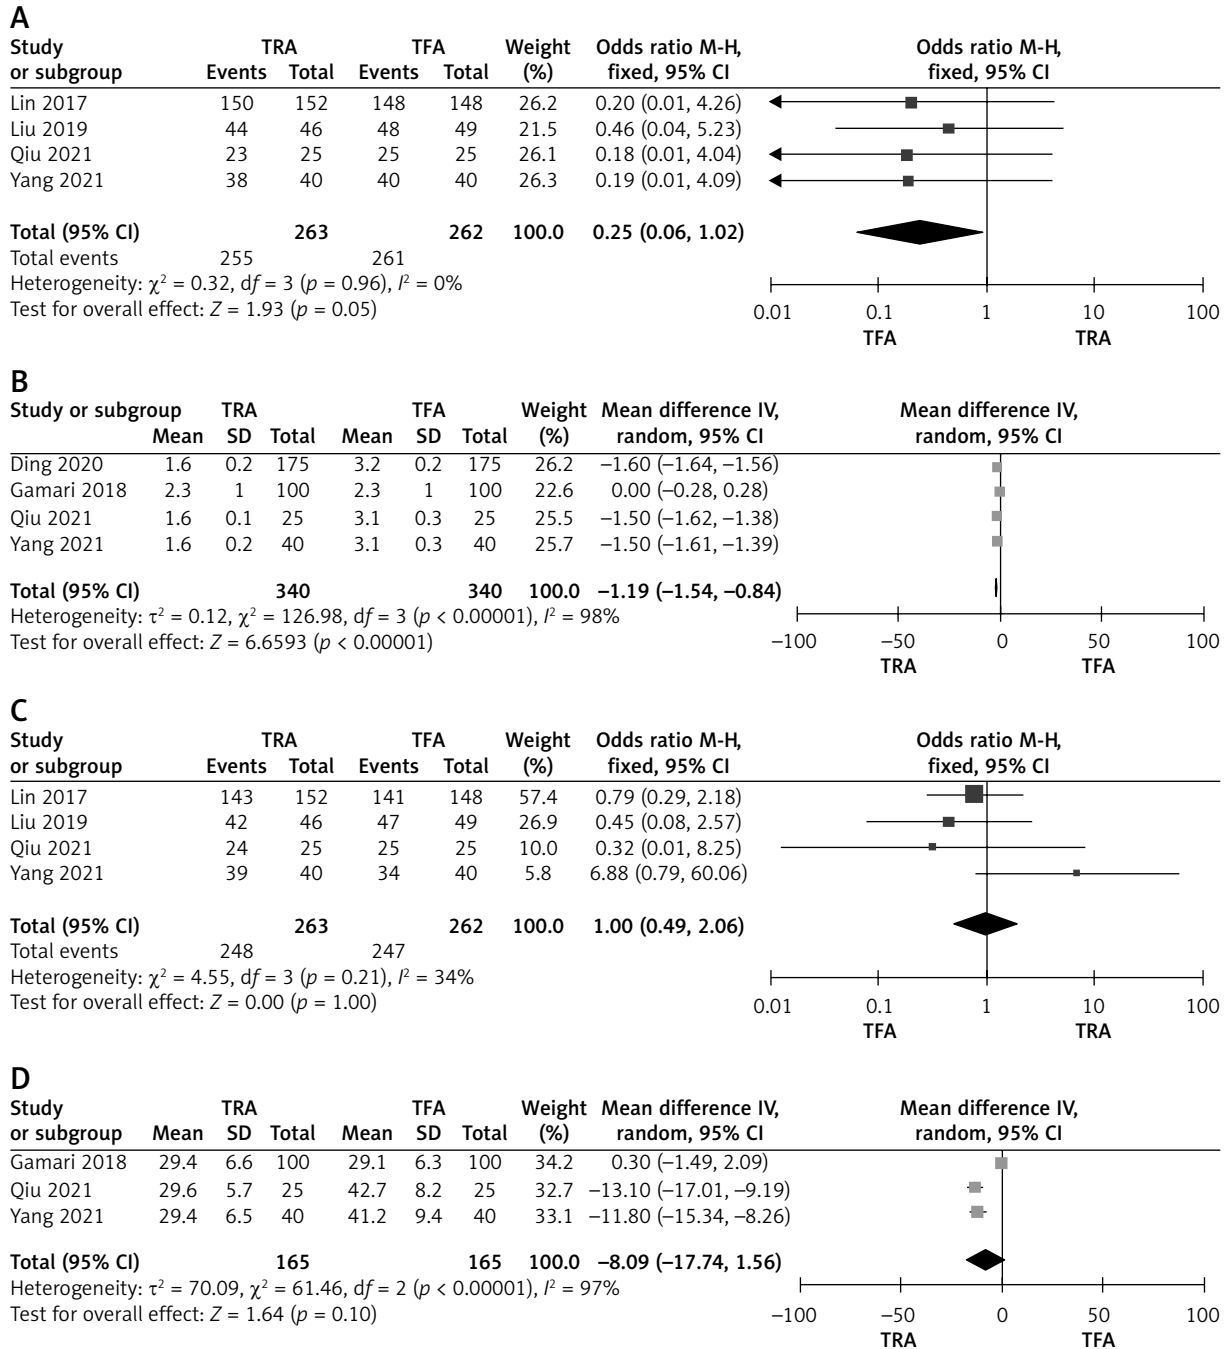 A
Study TRA TFA Weight Odds ratio M-H, Odds ratio M-H,
or subgroup Events Total Events Total (%) fixed, 95% CI fixed, 95% CI
Lin 2017 150 152 148 148 26.2 0.20 (0.01, 4.26)
Liu 2019 44 46 48 49 21.5 0.46 (0.04, 5.23)
Qiu 2021 23 25 25 25 26.1 0.18 (0.01, 4.04)
Yang 2021 38 40 40 40 26.3 0.19 (0.01, 4.09)
Total (95% CI) 263 262 100.0 0.25 (0.06, 1.02)
Total events 255 261
Heterogeneity: χ² = 0.32, df = 3 (p = 0.96), I² = 0%
Test for overall effect: Z = 1.93 (p = 0.05)
0.01 0.1 1 10 100
TFA TRA
B
Study or subgroup TRA TFA Weight Mean difference IV, Mean difference IV,
Mean SD Total Mean SD Total (%) random, 95% CI random, 95% CI
Ding 2020 1.6 0.2 175 3.2 0.2 175 26.2 –1.60 (–1.64, –1.56)
Gamari 2018 2.3 1 100 2.3 1 100 22.6 0.00 (–0.28, 0.28)
Qiu 2021 1.6 0.1 25 3.1 0.3 25 25.5 –1.50 (–1.62, –1.38)
Yang 2021 1.6 0.2 40 3.1 0.3 40 25.7 –1.50 (–1.61, –1.39)
Total (95% CI) 340 340 100.0 –1.19 (–1.54, –0.84)
Heterogeneity: τ² = 0.12, χ² = 126.98, df = 3 (p < 0.00001), I² = 98%
Test for overall effect: Z = 6.6593 (p < 0.00001)
–100 –50 0 50 100
TRA TFA
C
Study TRA TFA Weight Odds ratio M-H, Odds ratio M-H,
or subgroup Events Total Events Total (%) fixed, 95% CI fixed, 95% CI
Lin 2017 143 152 141 148 57.4 0.79 (0.29, 2.18)
Liu 2019 42 46 47 49 26.9 0.45 (0.08, 2.57)
Qiu 2021 24 25 25 25 10.0 0.32 (0.01, 8.25)
Yang 2021 39 40 34 40 5.8 6.88 (0.79, 60.06)
Total (95% CI) 263 262 100.0 1.00 (0.49, 2.06)
Total events 248 247
Heterogeneity: χ² = 4.55, df = 3 (p = 0.21), I² = 34%
Test for overall effect: Z = 0.00 (p = 1.00)
0.01 0.1 1 10 100
TFA TRA
D
Study TRA TFA Weight Mean difference IV, Mean difference IV,
or subgroup Mean SD Total Mean SD Total (%) random, 95% CI random, 95% CI
Gamari 2018 29.4 6.6 100 29.1 6.3 100 34.2 0.30 (–1.49, 2.09)
Qiu 2021 29.6 5.7 25 42.7 8.2 25 32.7 –13.10 (–17.01, –9.19)
Yang 2021 29.4 6.5 40 41.2 9.4 40 33.1 –11.80 (–15.34, –8.26)
Total (95% CI) 165 165 100.0 –8.09 (–17.74, 1.56)
Heterogeneity: τ² = 70.09, χ² = 61.46, df = 2 (p < 0.00001), I² = 97%
Test for overall effect: Z = 1.64 (p = 0.10)
–100 –50 0 50 100
TRA TFA